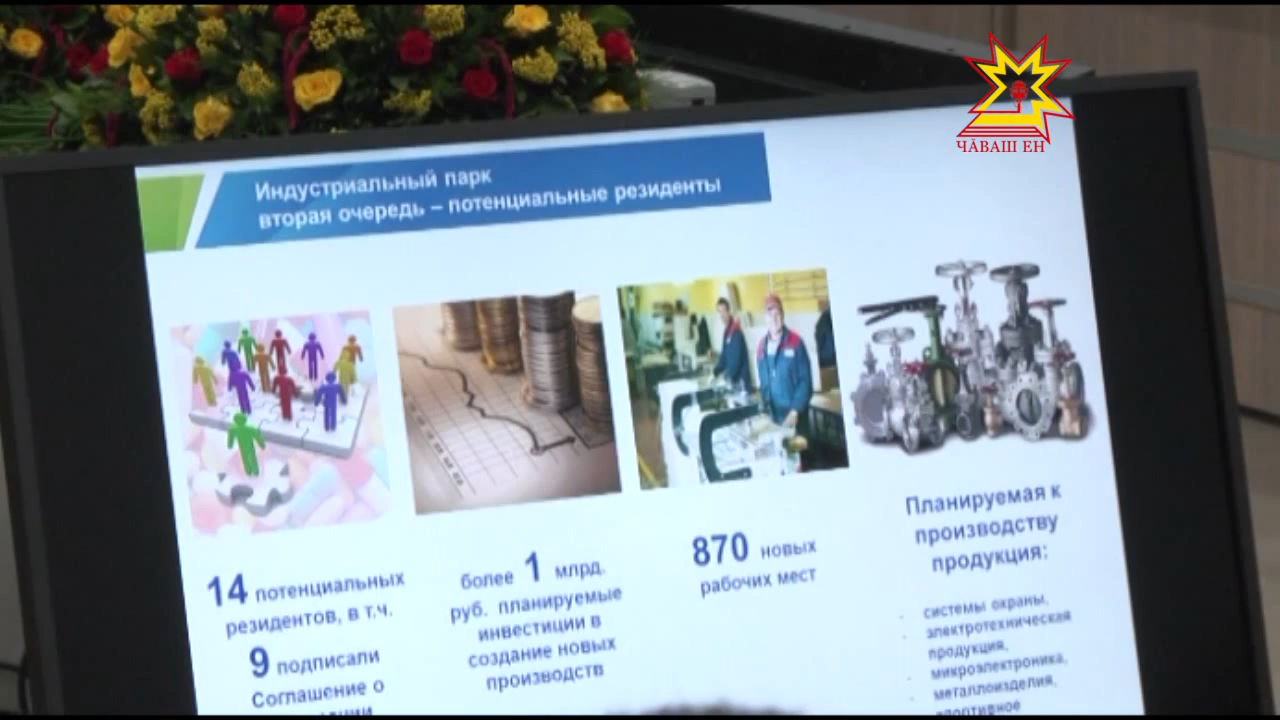 ЧӐВАШ ЕН
Индустриальный парк
вторая очередь – потенциальные резиденты
14 потенциальных
резидентов, в т.ч.
9 подписали
Соглашение о
более 1 млрд.
руб. планируемые
инвестиции в
создание новых
производств
870 новых
рабочих мест
Планируемая к
производству
продукция:
системы охраны,
электротехническая
продукция,
микроэлектроника,
металлоизделия,